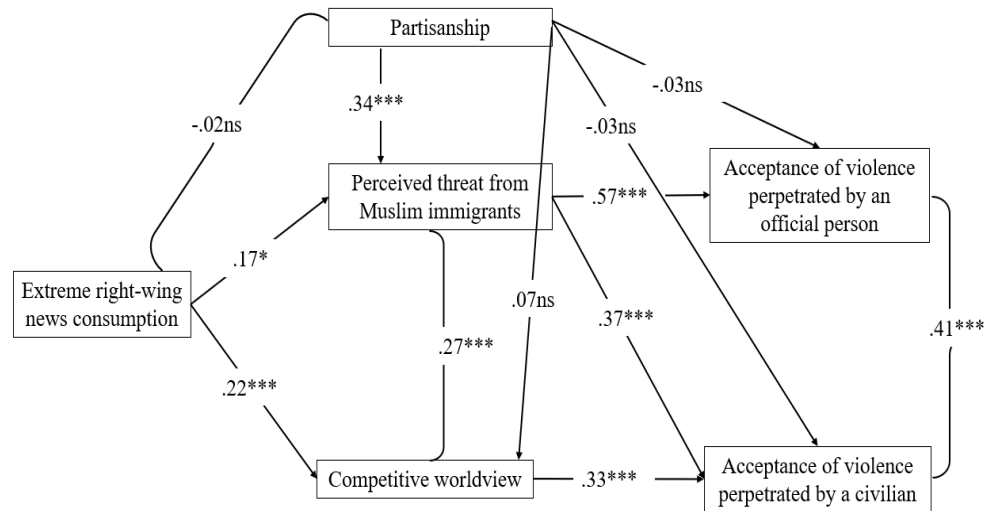 Partisanship
-.03ns
.34***
-.02ns
-.03ns
Perceived threat from
Muslim immigrants
Acceptance of violence
perpetrated by an
official person
.57***
.17*
Extreme right-wing
news consumption
.07ns
.37***
.27***
.41***
.22***
Competitive worldview
.33***
Acceptance of violence
perpetrated by a civilian